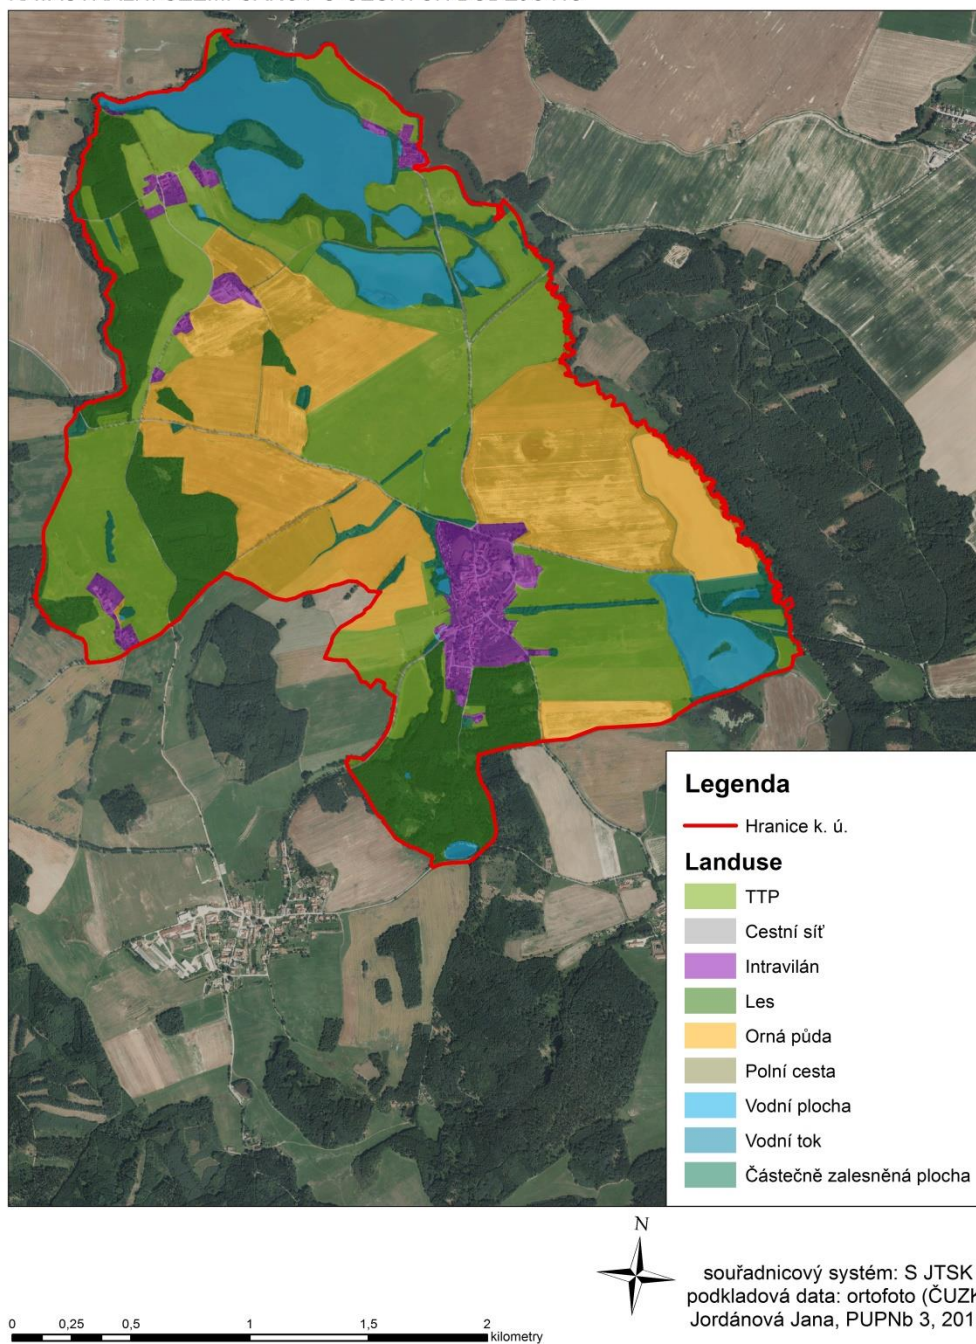 Legenda
Hranice k. ú.
Landuse
TTP
Cestní síť
Intravilán
Les
Orná půda
Polní cesta
Vodní plocha
Vodní tok
Částečně zalesněná plocha
N
souřadnicový systém: S JTSK
podkladová data: ortofoto (ČUZK
Jordánová Jana, PUPNb 3, 201
0 0,25 0,5 1 1,5 2
kilometry